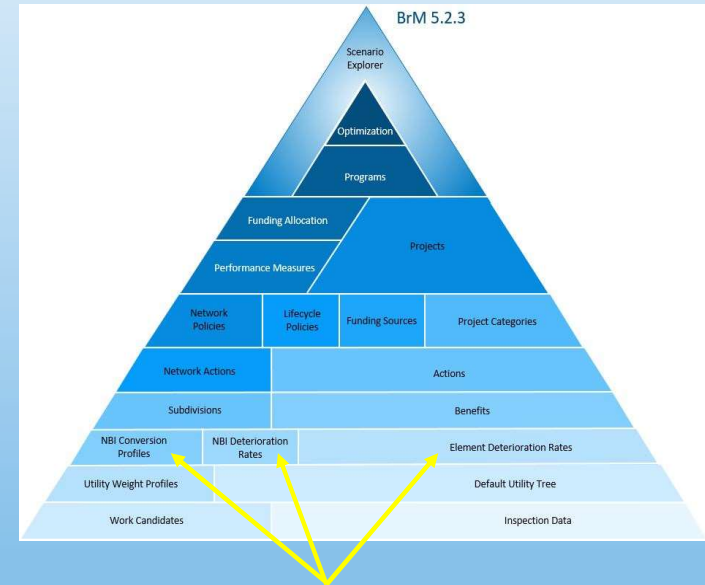 BrM 5.2.3
Scenario
Explorer
Optimization
Programs
Funding Allocation
Projects
Performance Measures
Network
Policies
Lifecycle
Policies
Funding Sources
Project Categories
Network Actions
Actions
Subdivisions
Benefits
NBI Conversion
Profiles
NBI Deterioration
Rates
Element Deterioration Rates
Utility Weight Profiles
Default Utility Tree
Work Candidates
Inspection Data